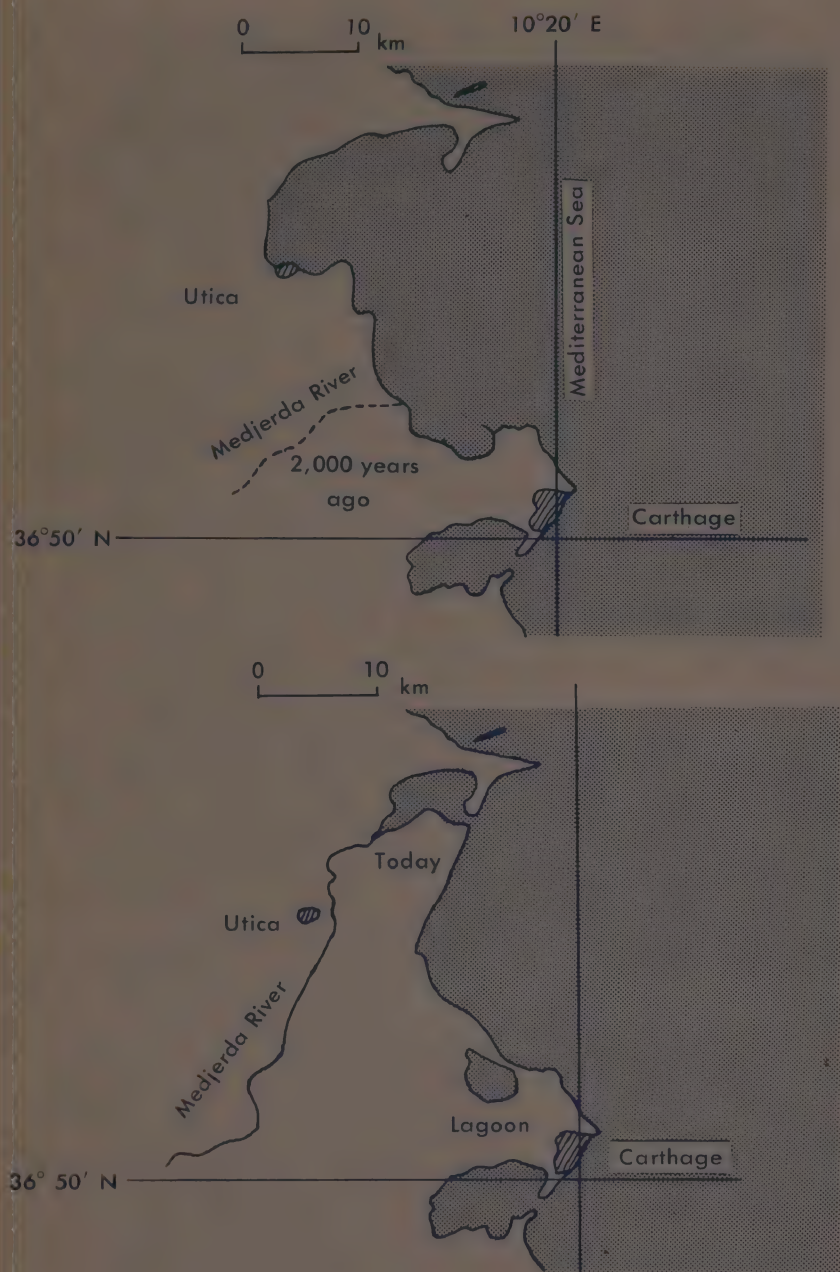 0 10 km
10°20′ E
Mediterranean Sea
Utica
Medjerda River
2,000 years
ago
Carthage
36°50′ N
0 10 km
Today
Utica
Medjerda River
Lagoon
Carthage
36° 50′ N